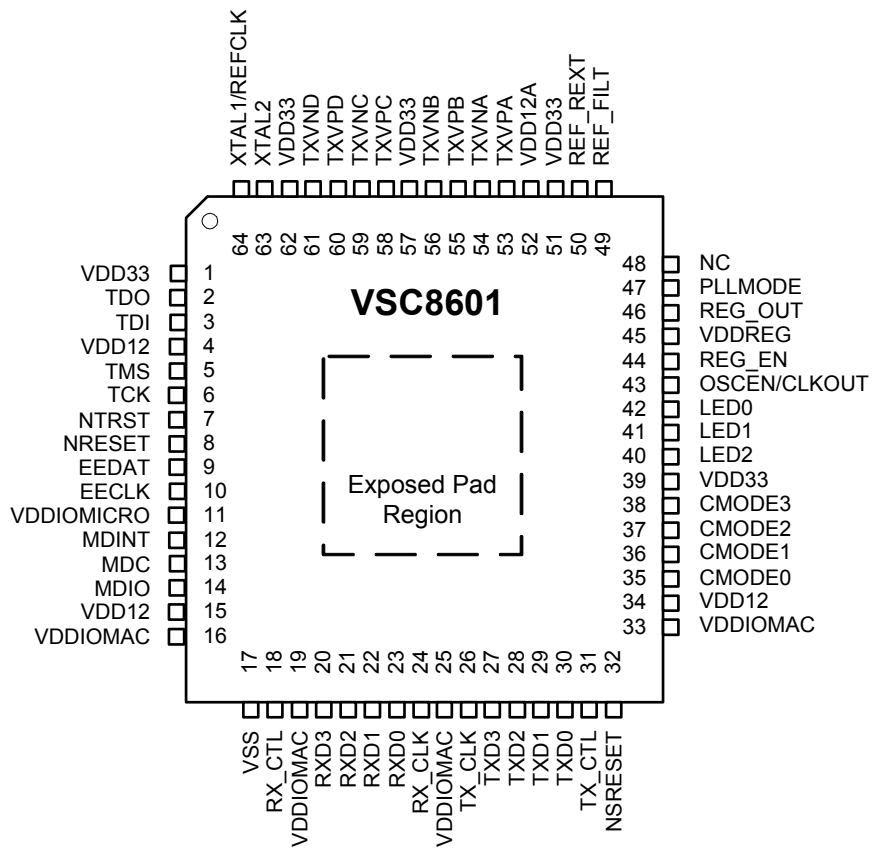 XTAL1/REFCLK
XTAL2
VDD33
TXVND
TXVPD
TXVNC
TXVPC
VDD33
TXVNB
TXVPB
TXVNA
TXVPA
VDD12A
VDD33
REF_REXT
REF_FILT
64
63
62
61
60
59
58
57
56
55
54
53
52
51
50
49
VSC8601
VDD33 1
TDO 2
TDI 3
VDD12 4
TMS 5
TCK 6
NTRST 7
NRESET 8
EEDAT 9
EECLK 10
VDDIOMICRO 11
MDINT 12
MDC 13
MDIO 14
VDD12 15
VDDIOMAC 16
Exposed Pad
Region
48 NC
47 PLLMODE
46 REG_OUT
45 VDDREG
44 REG_EN
43 OSCEN/CLKOUT
42 LED0
41 LED1
40 LED2
39 VDD33
38 CMODE3
37 CMODE2
36 CMODE1
35 CMODE0
34 VDD12
33 VDDIOMAC
17
18
19
20
21
22
23
24
25
26
27
28
29
30
31
32
VSS
RX_CTL
VDDIOMAC
RXD3
RXD2
RXD1
RXD0
RX_CLK
VDDIOMAC
TX_CLK
TXD3
TXD2
TXD1
TXD0
TX_CTL
NSRESET